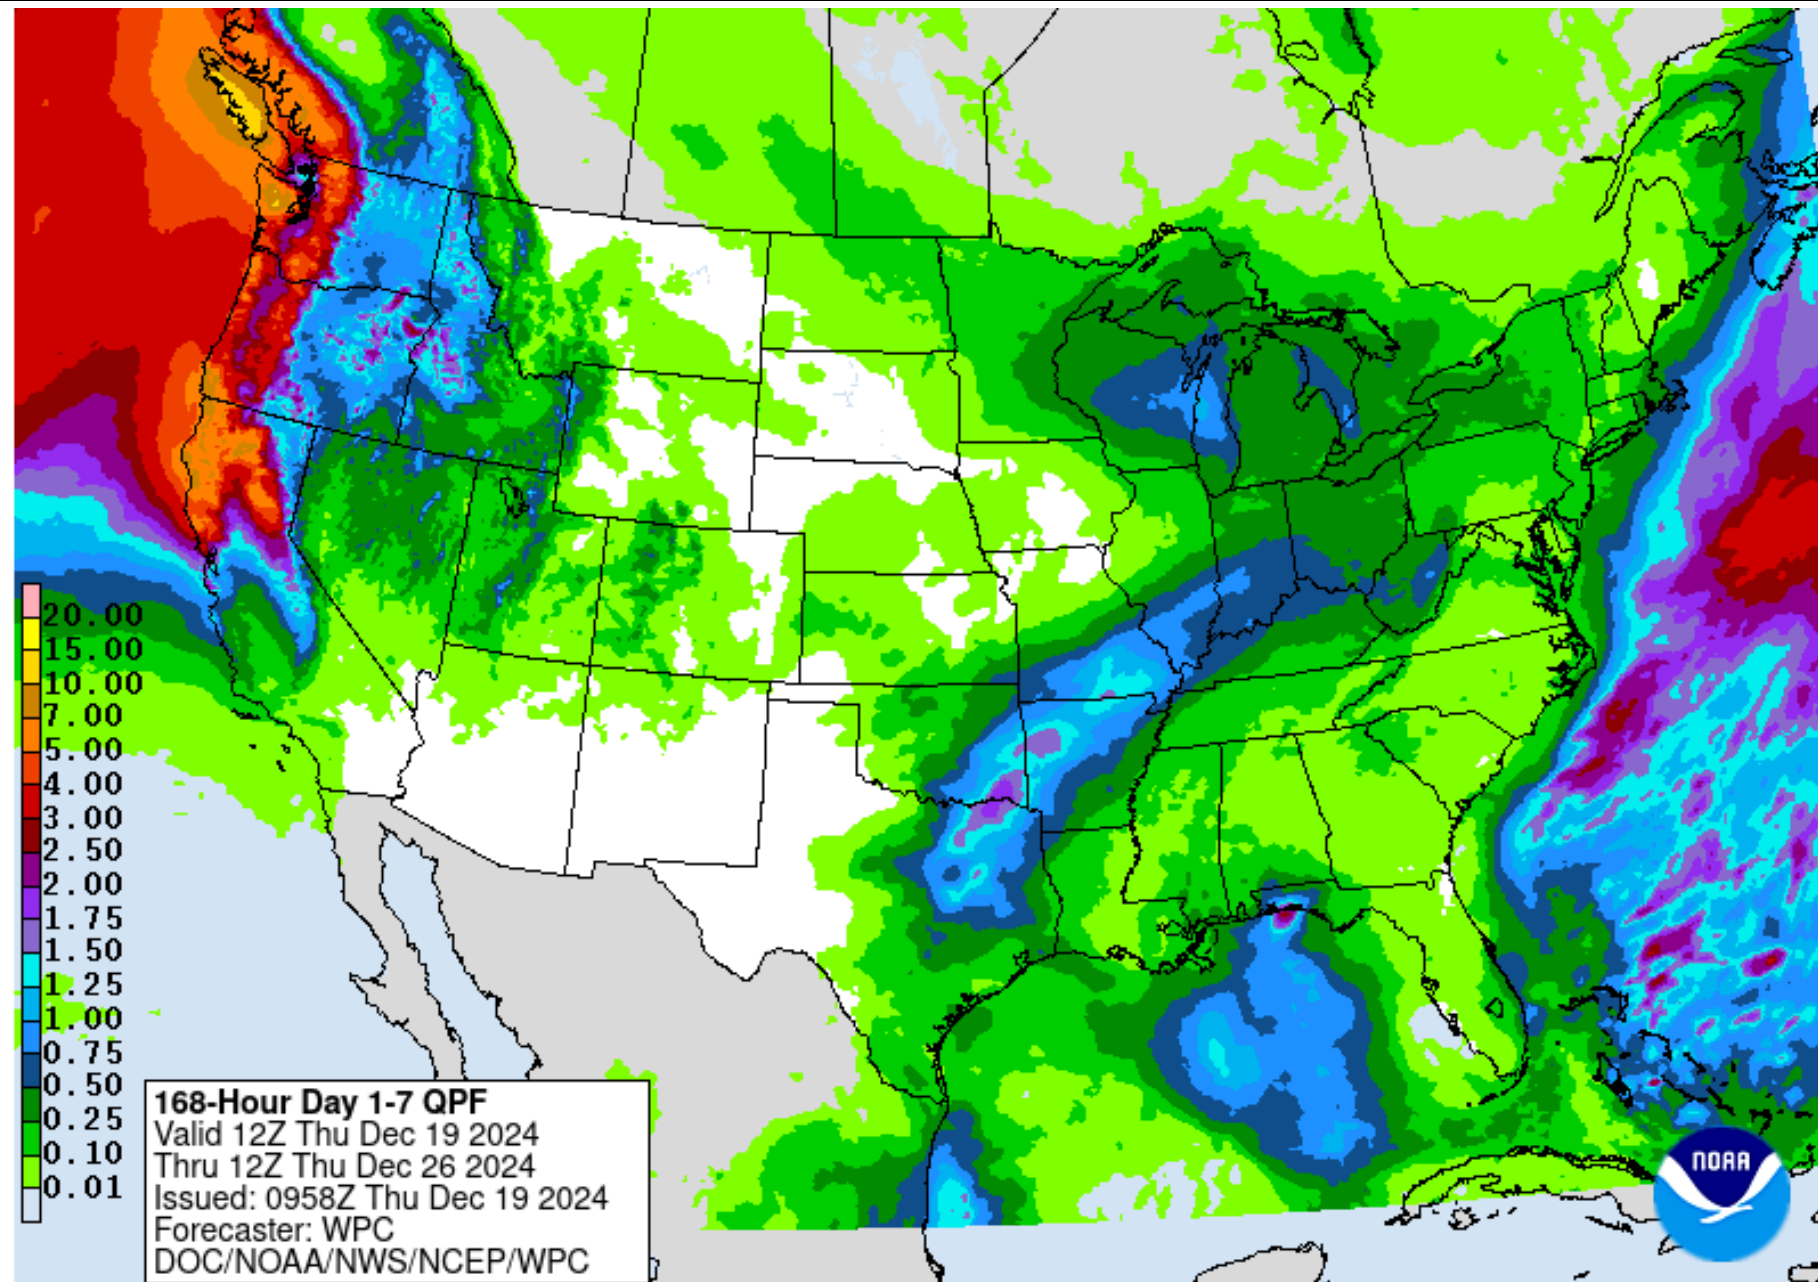 20.00
15.00
10.00
7.00
5.00
4.00
3.00
2.50
2.00
1.75
1.50
1.25
1.00
0.75
0.50
0.25
0.10
0.01
168-Hour Day 1-7 QPF
Valid 12Z Thu Dec 19 2024
Thru 12Z Thu Dec 26 2024
Issued: 0958Z Thu Dec 19 2024
Forecaster: WPC
DOC/NOAA/NWS/NCEP/WPC
NOAA